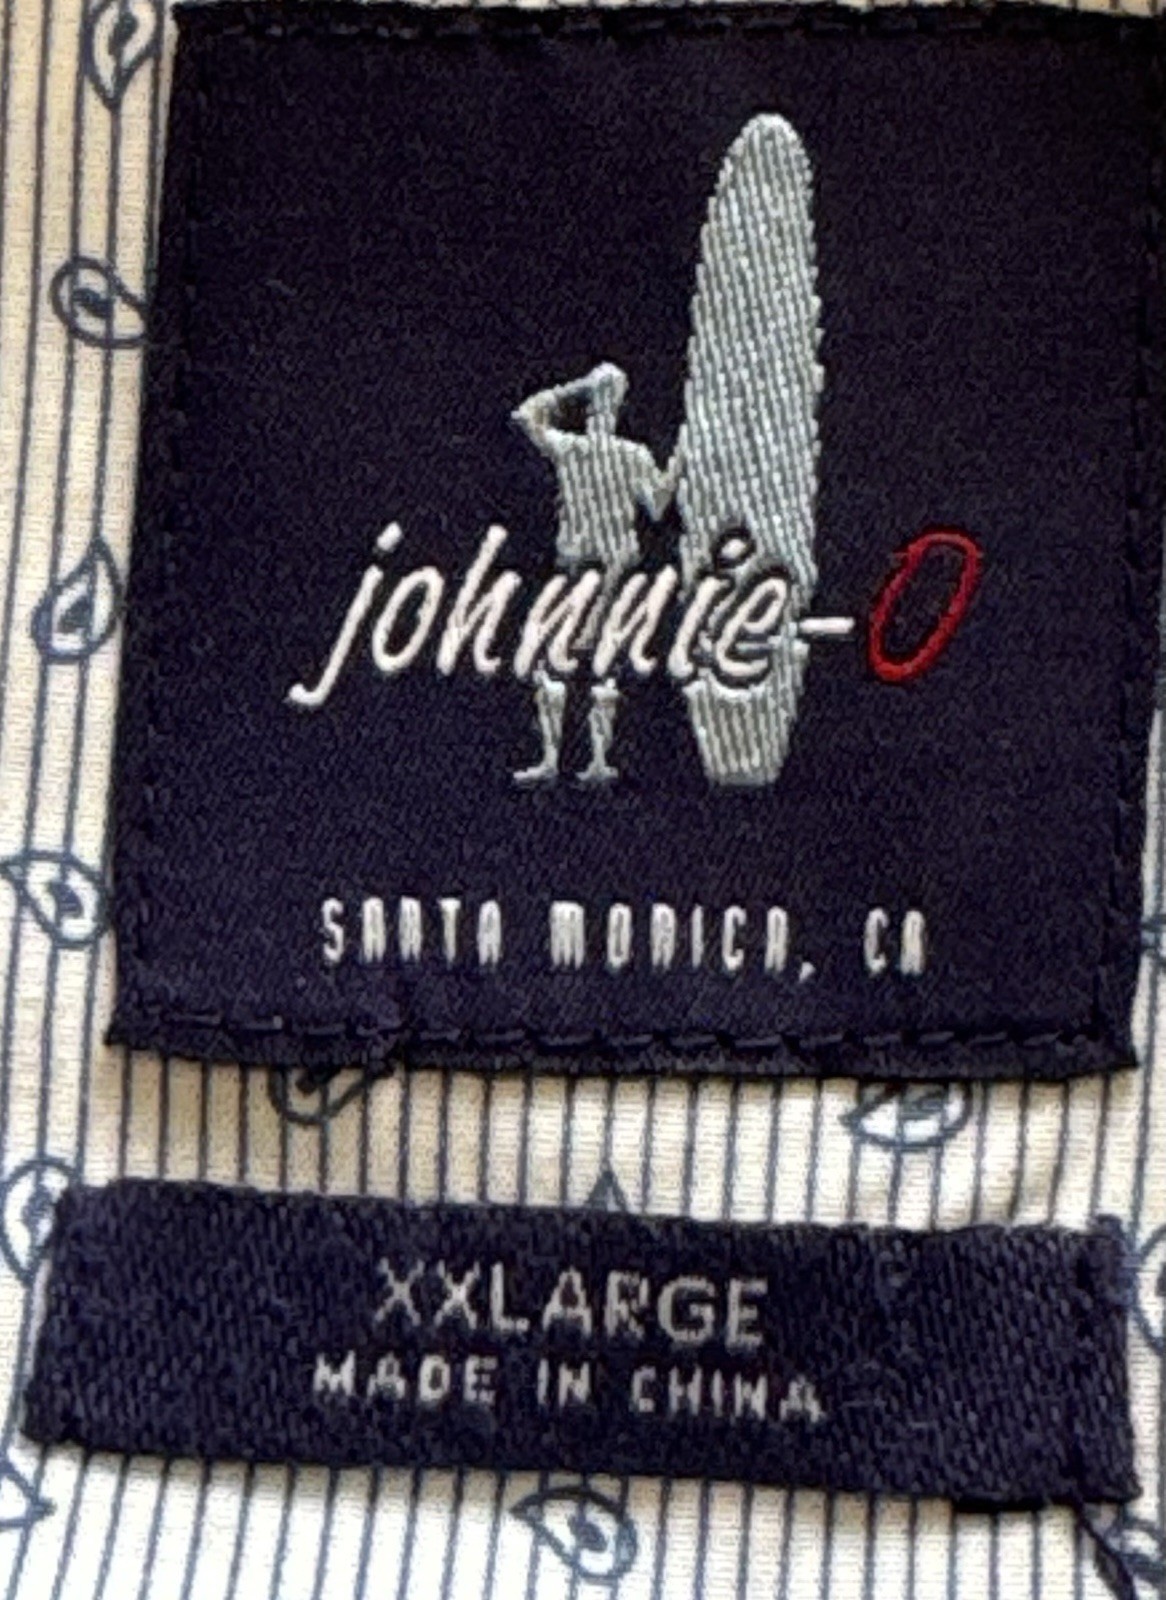 johnnie-O
SANTA MONICA, CA
XXLARGE
MADE IN CHINA